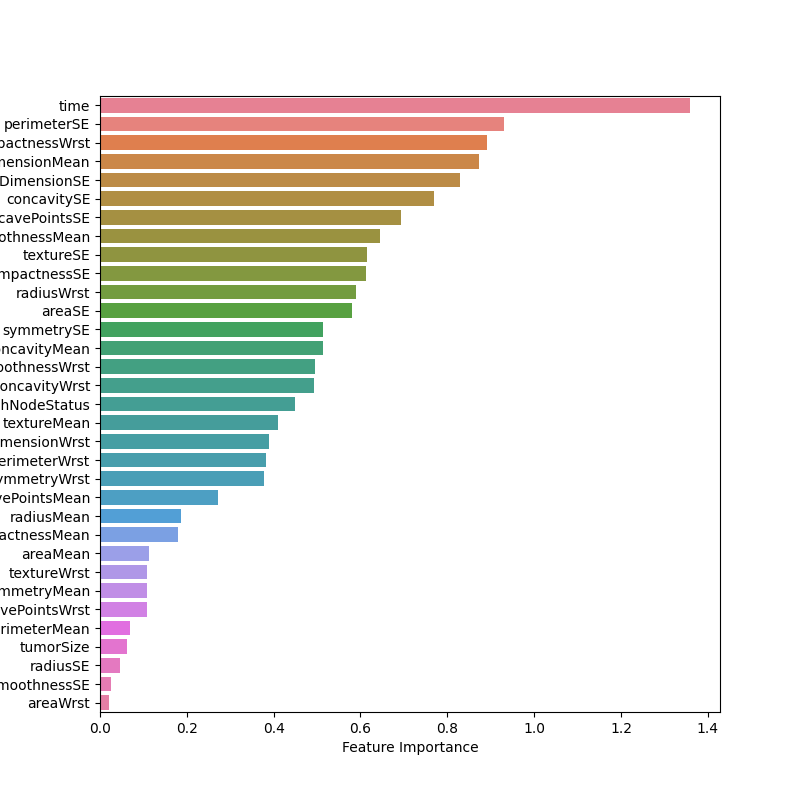 time
perimeterSE
pactnessWrst
mensionMean
DimensionSE
concavitySE
cavePointsSE
othnessMean
textureSE
mpactnessSE
radiusWrst
areaSE
symmetrySE
oncavityMean
oothnessWrst
oncavityWrst
hNodeStatus
textureMean
mensionWrst
erimeterWrst
ymmetryWrst
vePointsMean
radiusMean
actnessMean
areaMean
textureWrst
mmetryMean
vePointsWrst
rimeterMean
tumorSize
radiusSE
moothnessSE
areaWrst
0.0 0.2 0.4 0.6 0.8 1.0 1.2 1.4
Feature Importance